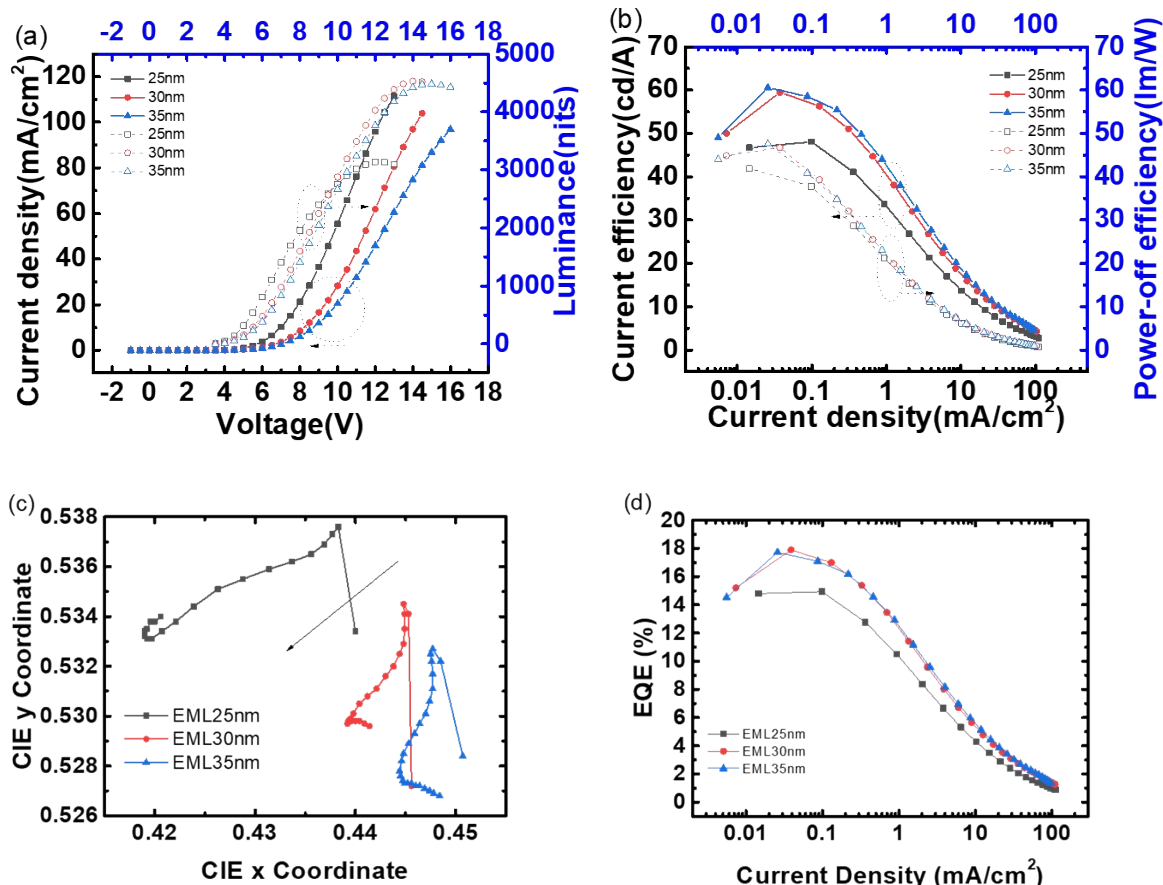 (a)
-2 0 2 4 6 8 10 12 14 16 18
120
100
80
60
40
20
0
Current density(mA/cm²)
25nm
30nm
35nm
25nm
30nm
35nm
5000
4000
3000
2000
1000
0
Luminance(nits)
-2 0 2 4 6 8 10 12 14 16 18
Voltage(V)
(b)
0.01 0.1 1 10 100
70
60
50
40
30
20
10
0
Current efficiency(cd/A)
25nm
30nm
35nm
25nm
30nm
35nm
70
60
50
40
30
20
10
0
Power-off efficiency(lm/W)
0.01 0.1 1 10 100
Current density(mA/cm²)
(c)
0.538
0.536
0.534
0.532
0.530
0.528
0.526
CIE y Coordinate
EML25nm
EML30nm
EML35nm
0.42 0.43 0.44 0.45
CIE x Coordinate
(d)
20
18
16
14
12
10
8
6
4
2
0
EQE (%)
EML25nm
EML30nm
EML35nm
0.01 0.1 1 10 100
Current Density (mA/cm²)